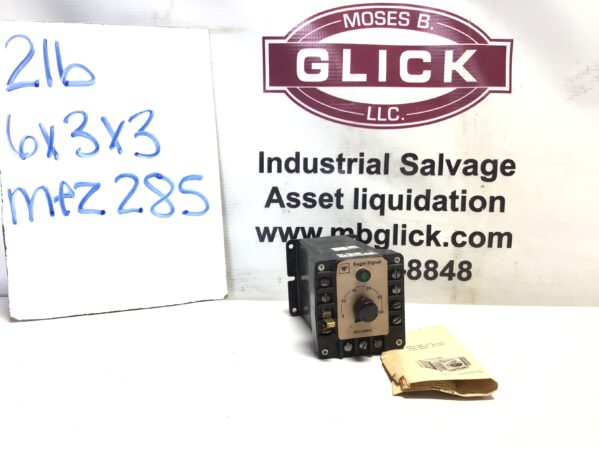 2lb
6x3x3
mez 285
MOSES B.
GLICK
LLC.
Industrial Salvage
Asset liquidation
www.mbglick.com
8848
Eagle Signal
SECONDS